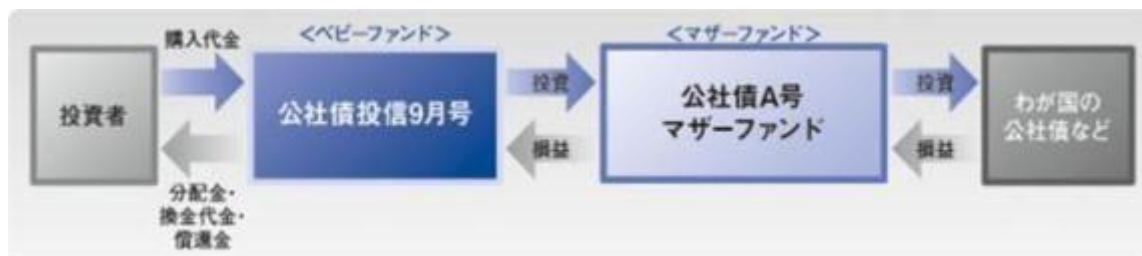 購入代金
<ベビーファンド>
<マザーファンド>
投資者
公社債投信9月号
投資
損益
公社債A号
マザーファンド
投資
損益
わが国の
公社債など
分配金・
換金代金・
償還金